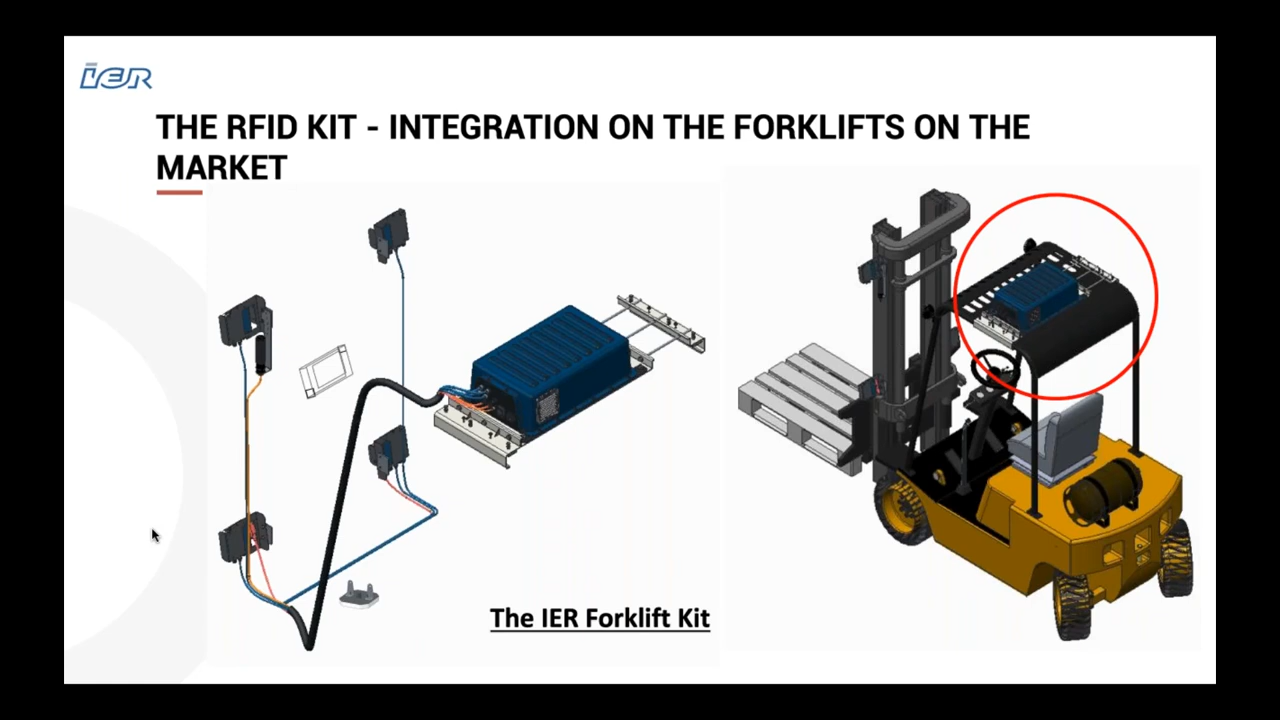 IER
THE RFID KIT - INTEGRATION ON THE FORKLIFTS ON THE
MARKET
The IER Forklift Kit